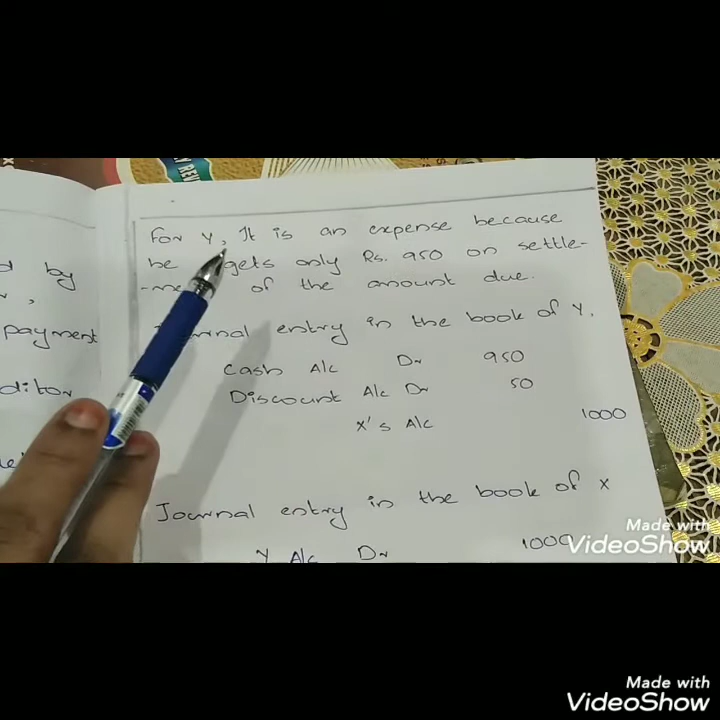 d by
payment
ditor
For Y, It is an expense because
he gets only Rs. 950 on settle-
of the amount due.
entry in the book of Y.
Cash A/c Dr 950
Discount A/c Dr 50
X's A/c 1000
Journal entry in the book of X
Y A/c Dr 1000
Made with
VideoShow
Made with
VideoShow